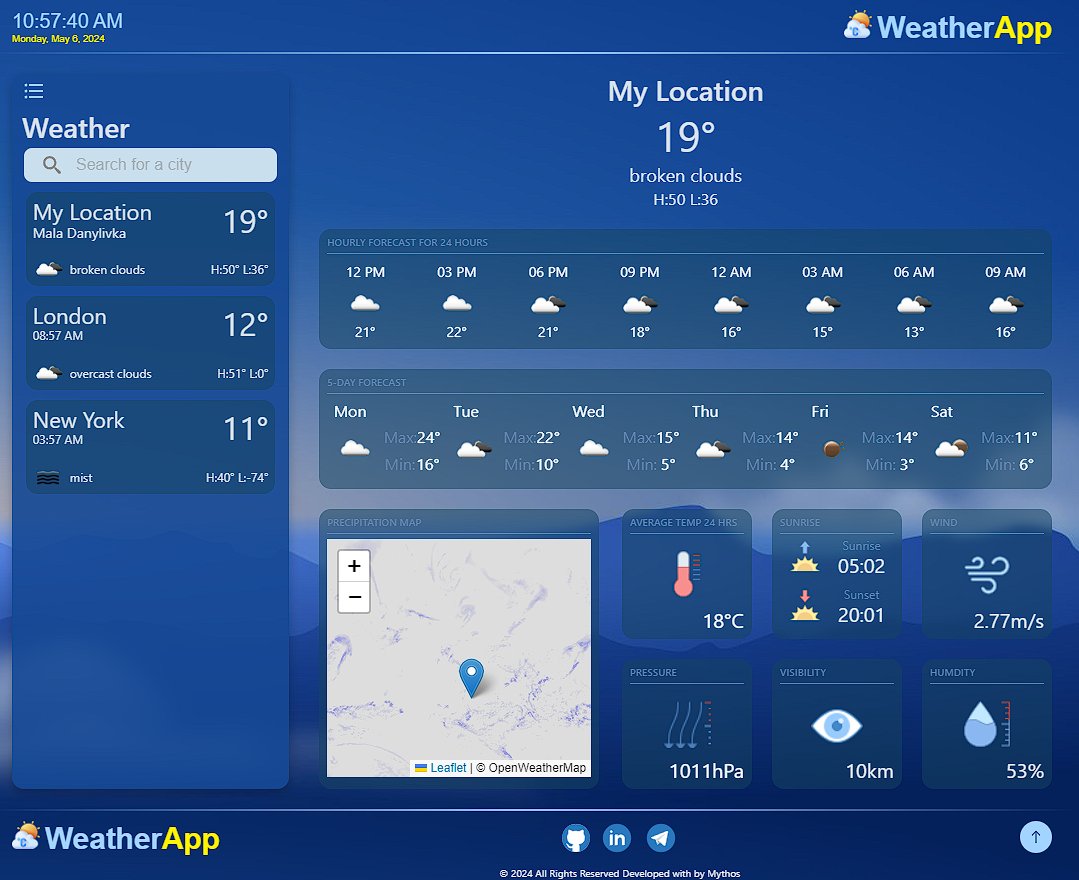 10:57:40 AM
Monday, May 6, 2024
WeatherApp
Weather
Search for a city
My Location
Mala Danylivka
19°
broken clouds
H:50° L:36°
London
08:57 AM
12°
overcast clouds
H:51° L:0°
New York
03:57 AM
11°
mist
H:40° L:-74°
My Location
19°
broken clouds
H:50 L:36
HOURLY FORECAST FOR 24 HOURS
12 PM 03 PM 06 PM 09 PM 12 AM 03 AM 06 AM 09 AM
21° 22° 21° 18° 16° 15° 13° 16°
5-DAY FORECAST
Mon Tue Wed Thu Fri Sat
Max:24° Max:22° Max:15° Max:14° Max:14° Max:11°
Min:16° Min:10° Min: 5° Min: 4° Min: 3° Min: 6°
PRECIPITATION MAP
+
−
Leaflet | © OpenWeatherMap
AVERAGE TEMP 24 HRS
18°C
SUNRISE
Sunrise
05:02
Sunset
20:01
WIND
2.77m/s
PRESSURE
1011hPa
VISIBILITY
10km
HUMDITY
53%
WeatherApp
in
© 2024 All Rights Reserved Developed with by Mythos